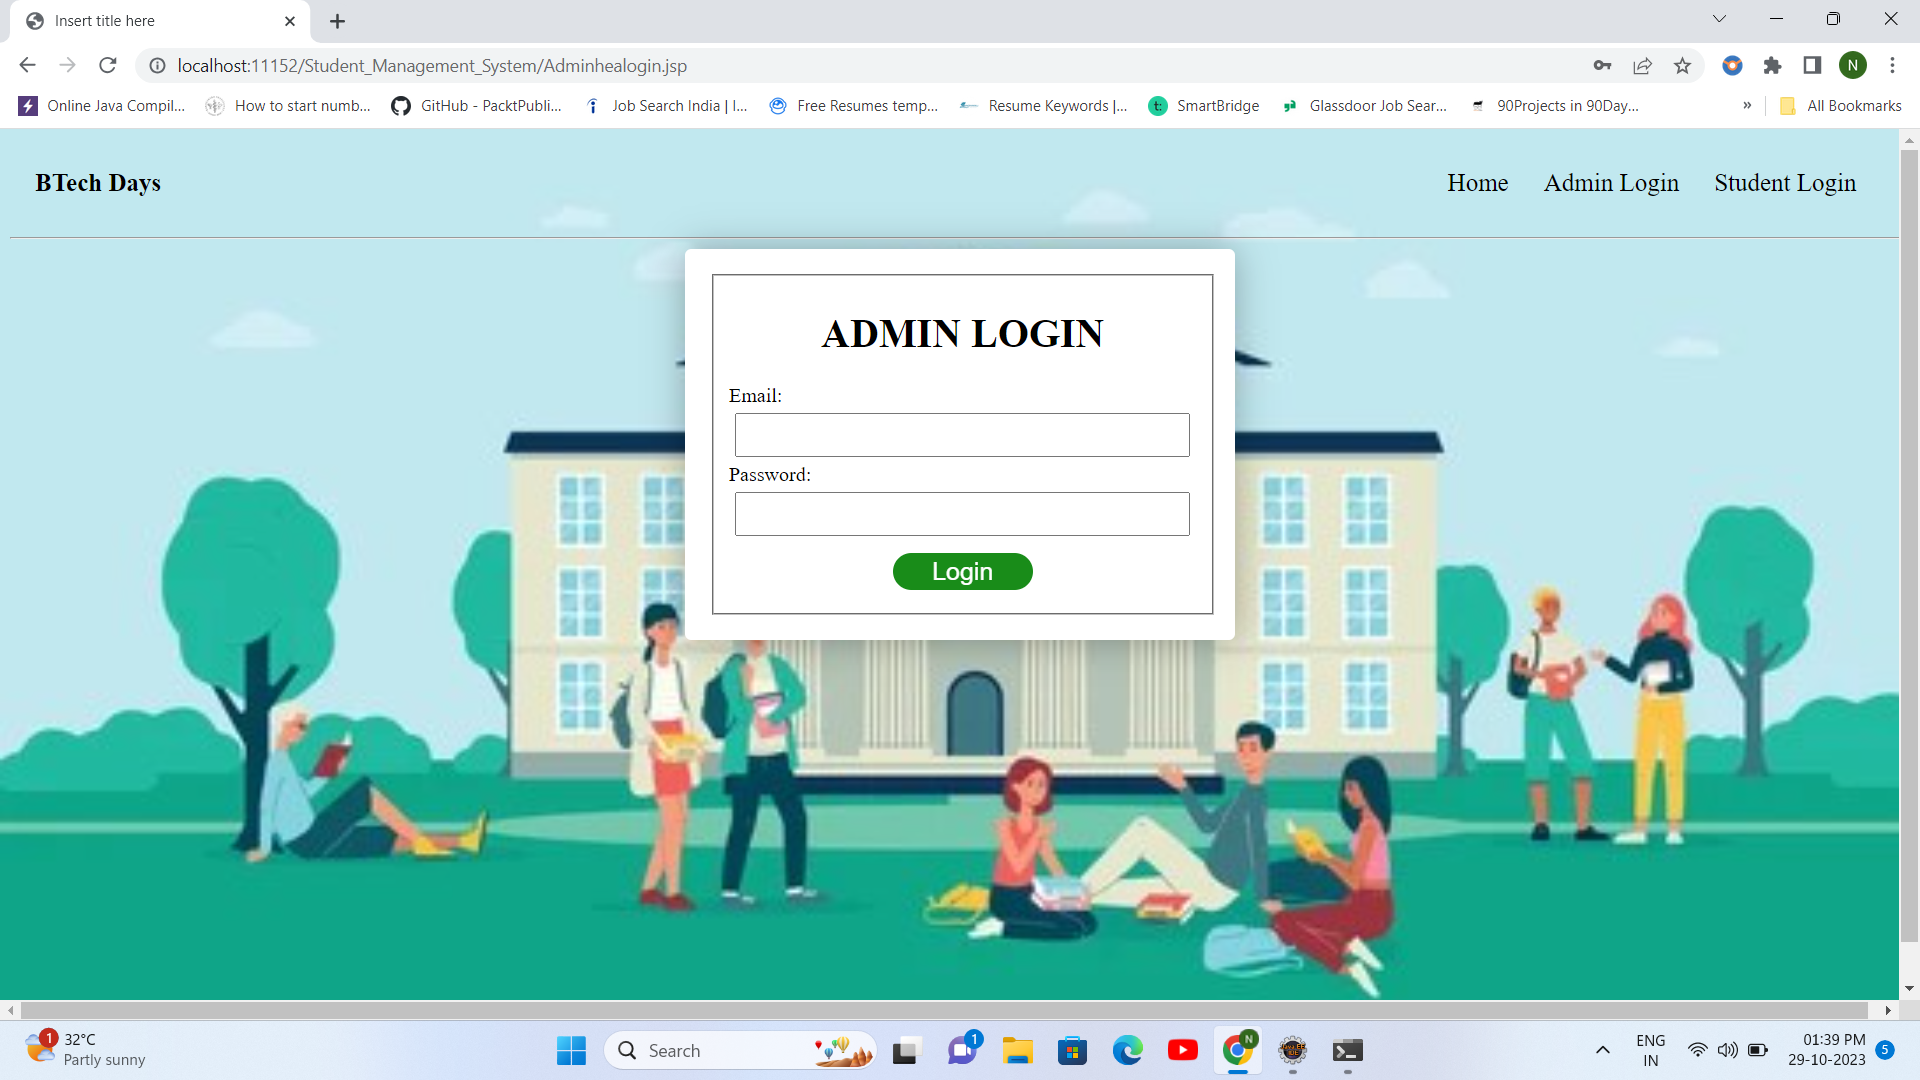 Insert title here
localhost:11152/Student_Management_System/Adminhealogin.jsp
N
Online Java Compil... How to start numb... GitHub - PacktPubli... Job Search India | I... Free Resumes temp... Resume Keywords |... SmartBridge Glassdoor Job Sear... 90Projects in 90Day... » All Bookmarks
BTech Days Home Admin Login Student Login
ADMIN LOGIN
Email:
Password:
Login
1 32°C
Partly sunny
Search
1
N
ENG
IN
01:39 PM
29-10-2023
5